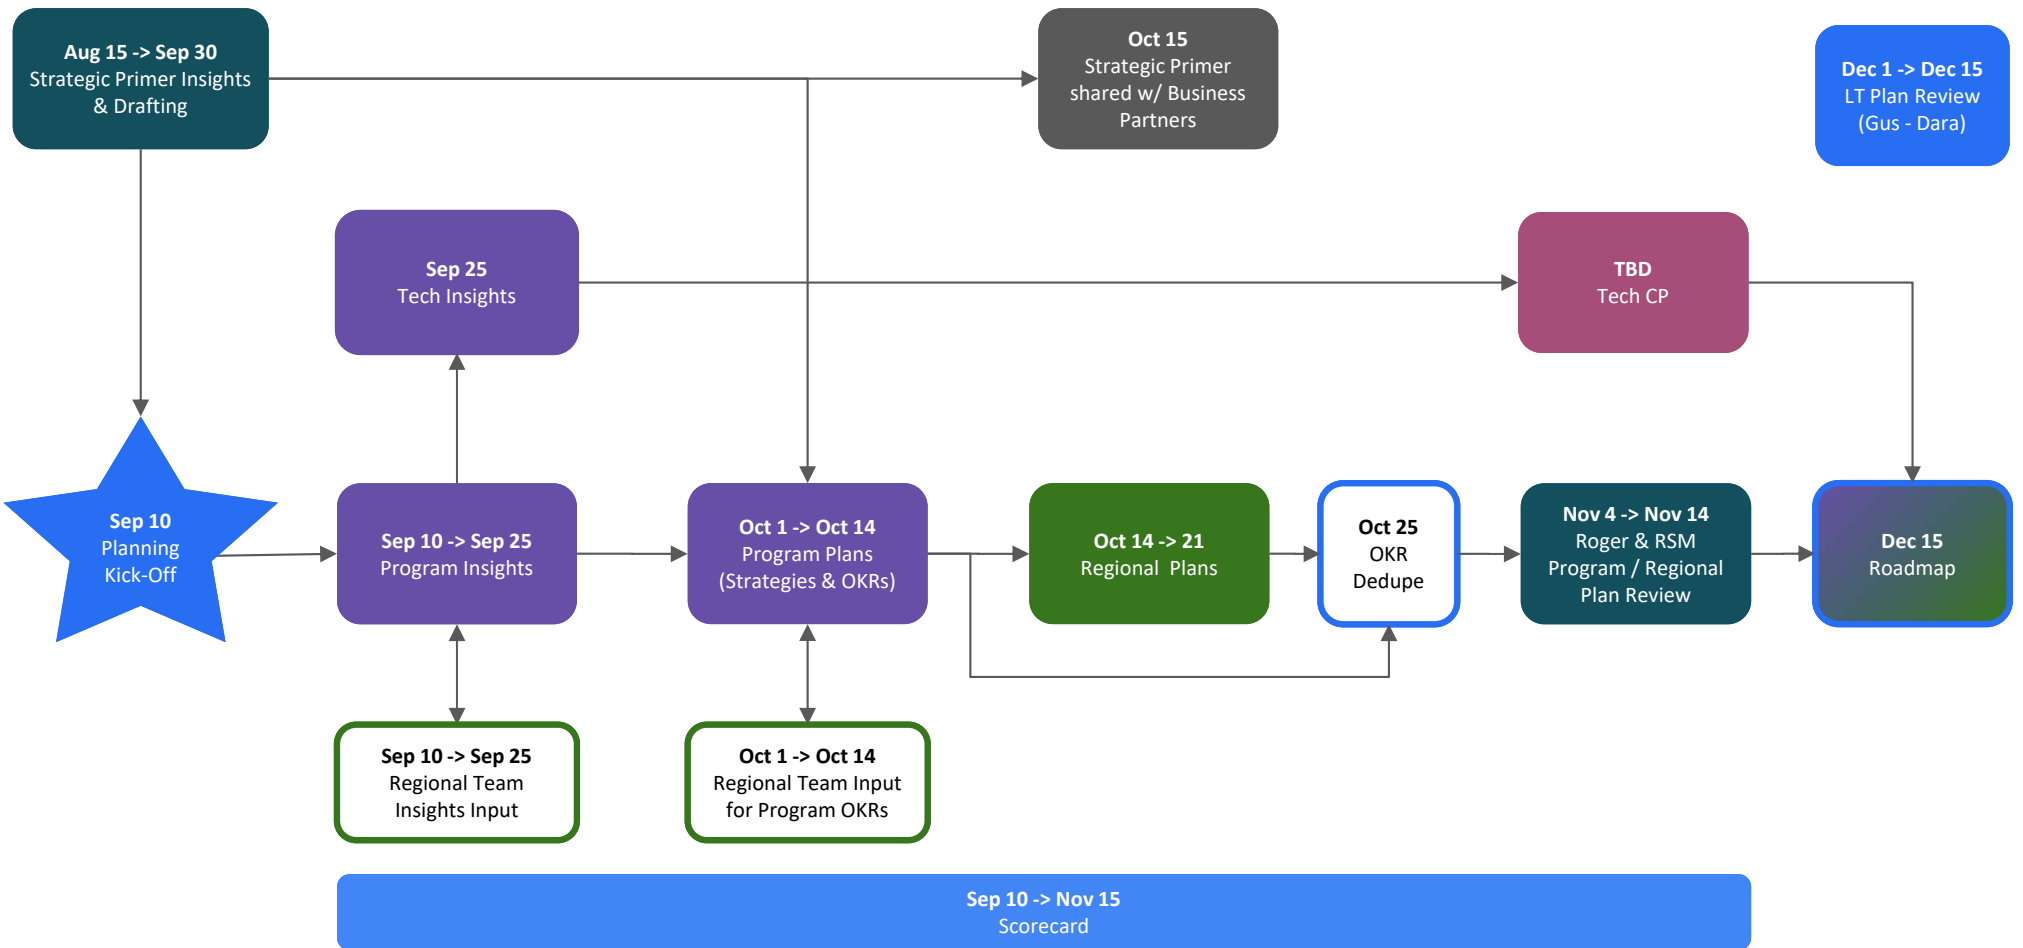 Aug 15 -> Sep 30
Strategic Primer Insights
& Drafting
Oct 15
Strategic Primer
shared w/ Business
Partners
Dec 1 -> Dec 15
LT Plan Review
(Gus - Dara)
Sep 25
Tech Insights
TBD
Tech CP
Sep 10
Planning
Kick-Off
Sep 10 -> Sep 25
Program Insights
Oct 1 -> Oct 14
Program Plans
(Strategies & OKRs)
Oct 14 -> 21
Regional Plans
Oct 25
OKR
Dedupe
Nov 4 -> Nov 14
Roger & RSM
Program / Regional
Plan Review
Dec 15
Roadmap
Sep 10 -> Sep 25
Regional Team
Insights Input
Oct 1 -> Oct 14
Regional Team Input
for Program OKRs
Sep 10 -> Nov 15
Scorecard